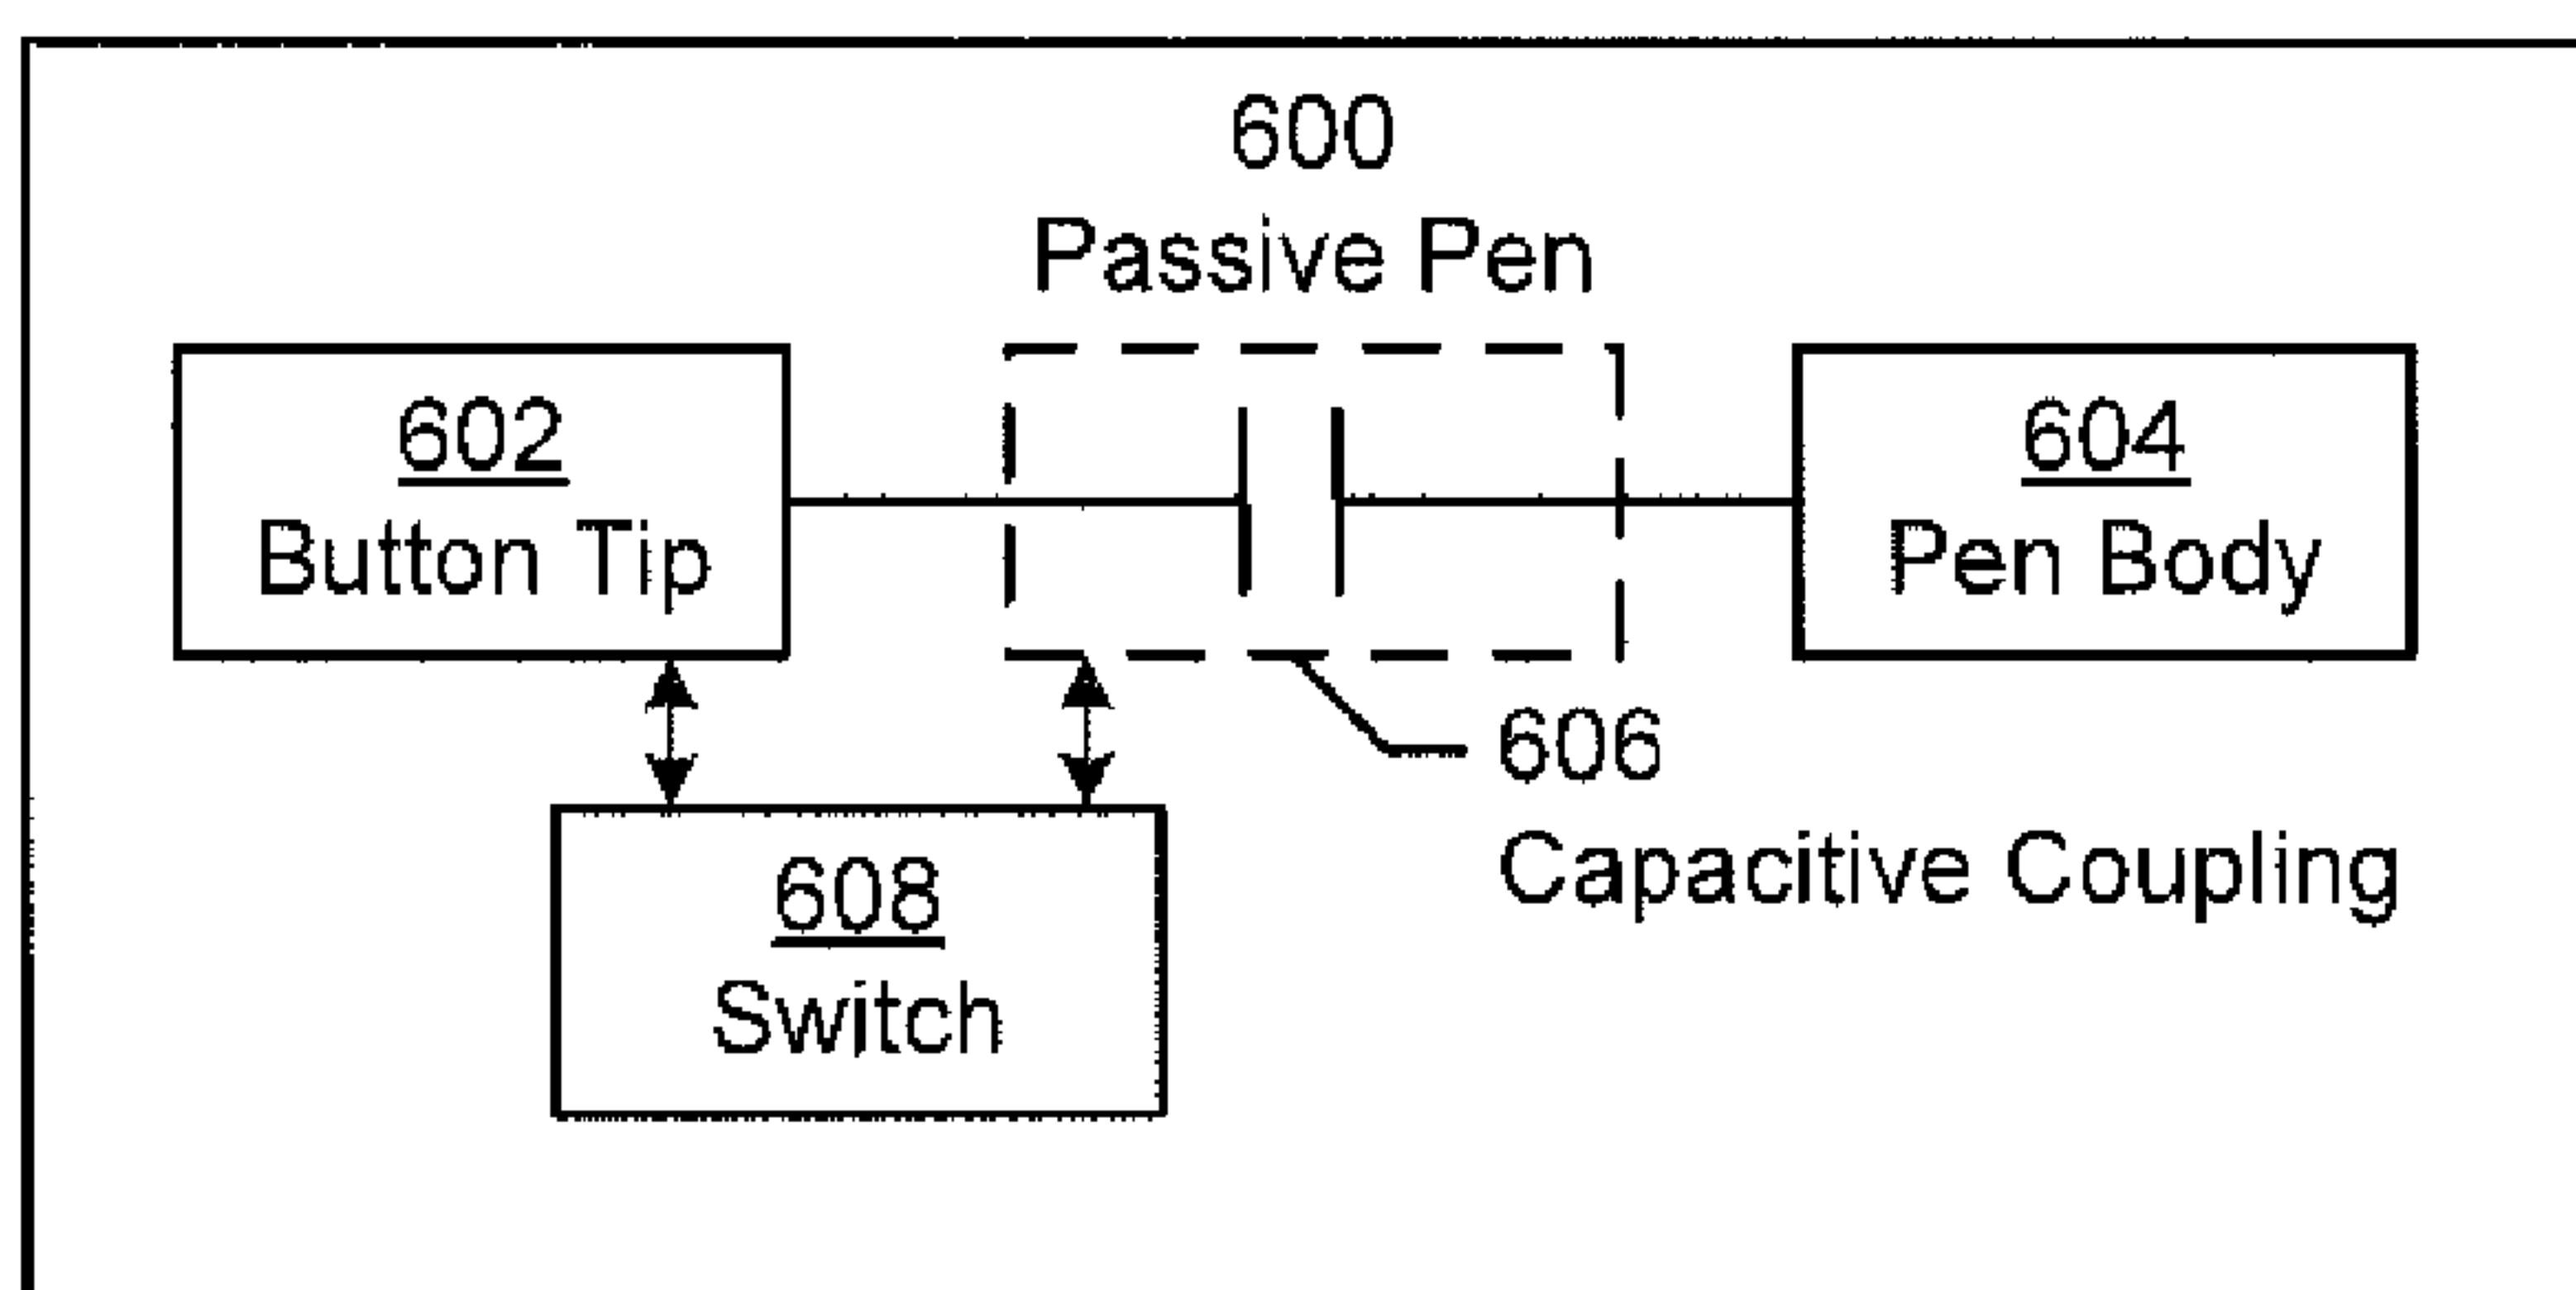 600
Passive Pen
602
Button Tip
604
Pen Body
606
Capacitive Coupling
608
Switch